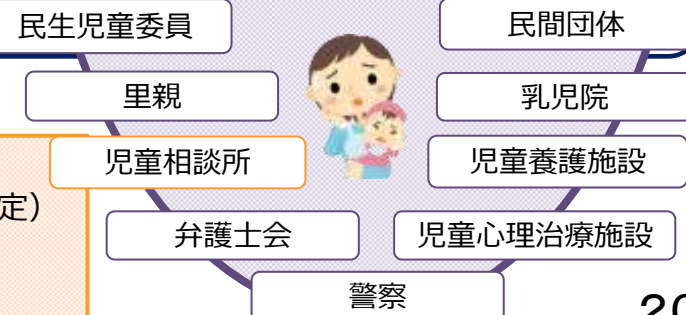 民生児童委員
民間団体
里親
乳児院
児童相談所
児童養護施設
定）
弁護士会
児童心理治療施設
警察
20